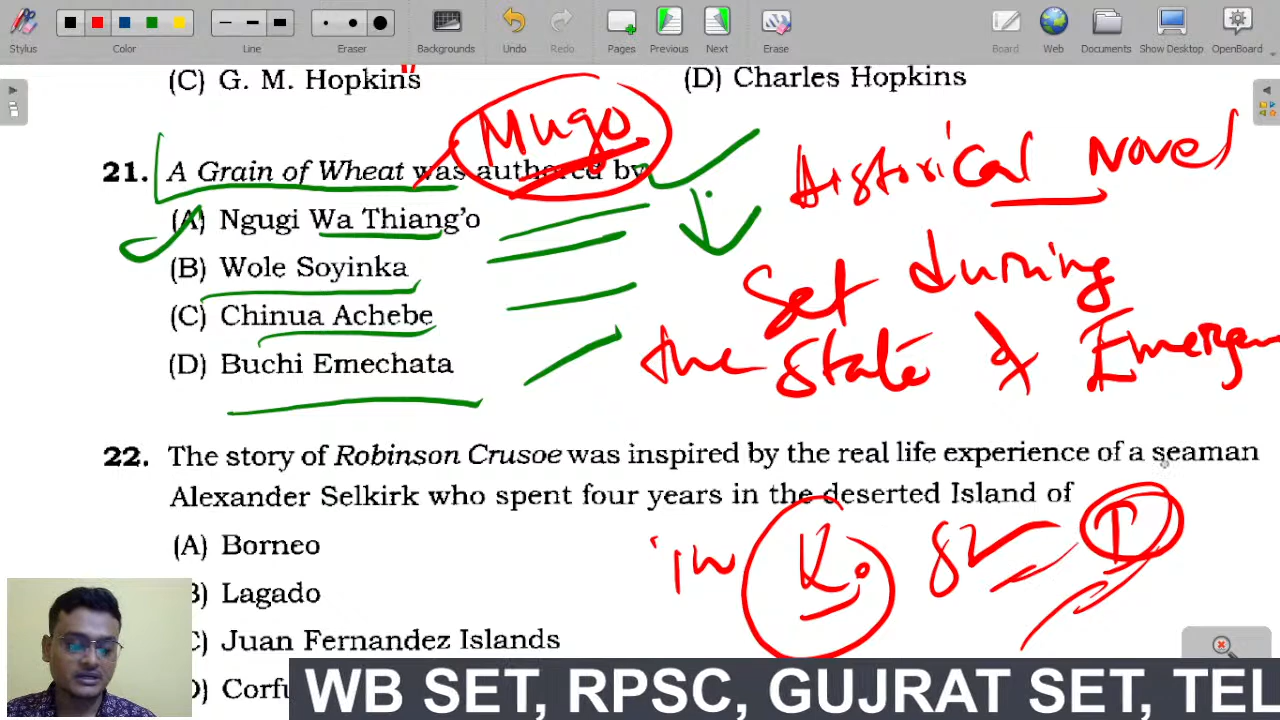 Stylus
Color
Line
Eraser
Backgrounds
Undo
Redo
Pages
Previous
Next
Erase
Board
Web
Documents
Show Desktop
OpenBoard
(C) G. M. Hopkins
(D) Charles Hopkins
Mugo
Historical Novel
21. A Grain of Wheat was authored by
(A) Ngugi Wa Thiang'o
(B) Wole Soyinka
(C) Chinua Achebe
(D) Buchi Emechata
Set during
the State of Emergen
22. The story of Robinson Crusoe was inspired by the real life experience of a seaman
Alexander Selkirk who spent four years in the deserted Island of
(A) Borneo
in K.
B) Lagado
C) Juan Fernandez Islands
D) Corfu
WB SET, RPSC, GUJRAT SET, TEL